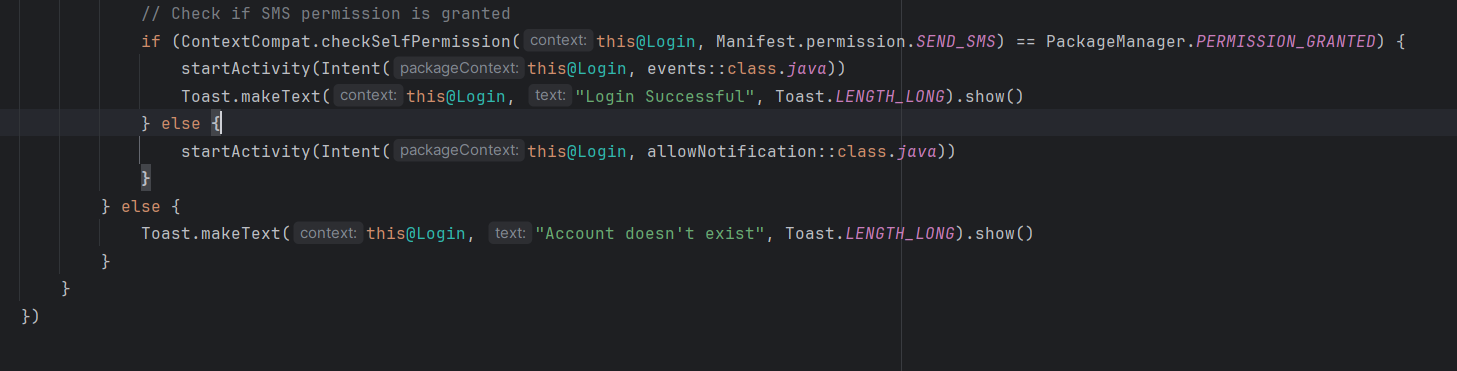 // Check if SMS permission is granted
if (ContextCompat.checkSelfPermission( context: this@Login, Manifest.permission.SEND_SMS) == PackageManager.PERMISSION_GRANTED) {
startActivity(Intent( packageContext: this@Login, events::class.java))
Toast.makeText( context: this@Login, text: "Login Successful", Toast.LENGTH_LONG).show()
} else {
startActivity(Intent( packageContext: this@Login, allowNotification::class.java))
}
} else {
Toast.makeText( context: this@Login, text: "Account doesn't exist", Toast.LENGTH_LONG).show()
}
}
})